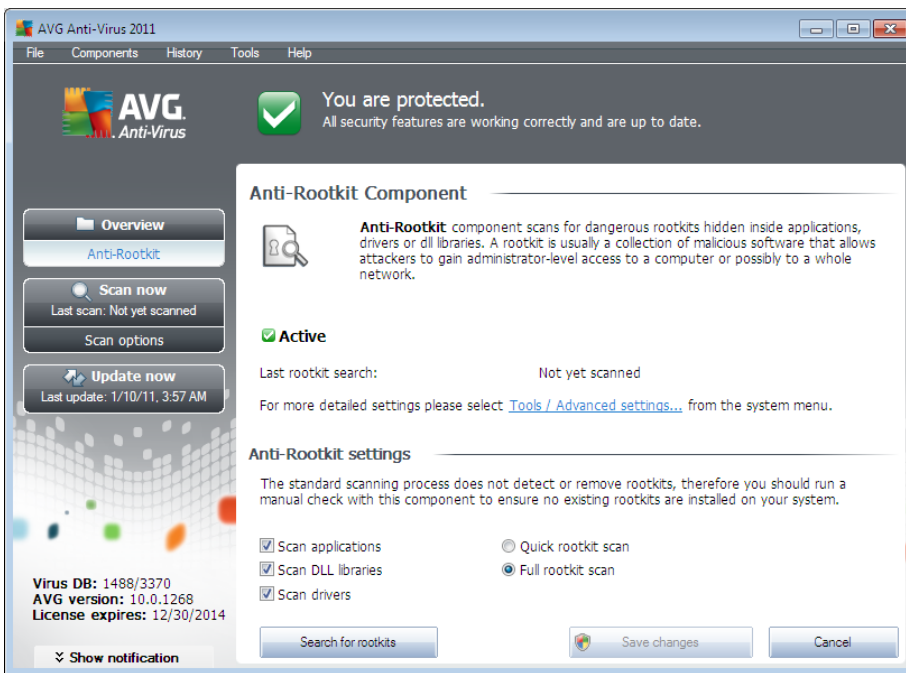 AVG Anti-Virus 2011
File Components History Tools Help
AVG.
Anti-Virus
You are protected.
All security features are working correctly and are up to date.
Overview
Anti-Rootkit
Scan now
Last scan: Not yet scanned
Scan options
Update now
Last update: 1/10/11, 3:57 AM
Virus DB: 1488/3370
AVG version: 10.0.1268
License expires: 12/30/2014
Show notification
Anti-Rootkit Component
Anti-Rootkit component scans for dangerous rootkits hidden inside applications,
drivers or dll libraries. A rootkit is usually a collection of malicious software that allows
attackers to gain administrator-level access to a computer or possibly to a whole
network.
Active
Last rootkit search: Not yet scanned
For more detailed settings please select Tools / Advanced settings... from the system menu.
Anti-Rootkit settings
The standard scanning process does not detect or remove rootkits, therefore you should run a
manual check with this component to ensure no existing rootkits are installed on your system.
Scan applications Quick rootkit scan
Scan DLL libraries Full rootkit scan
Scan drivers
Search for rootkits Save changes Cancel